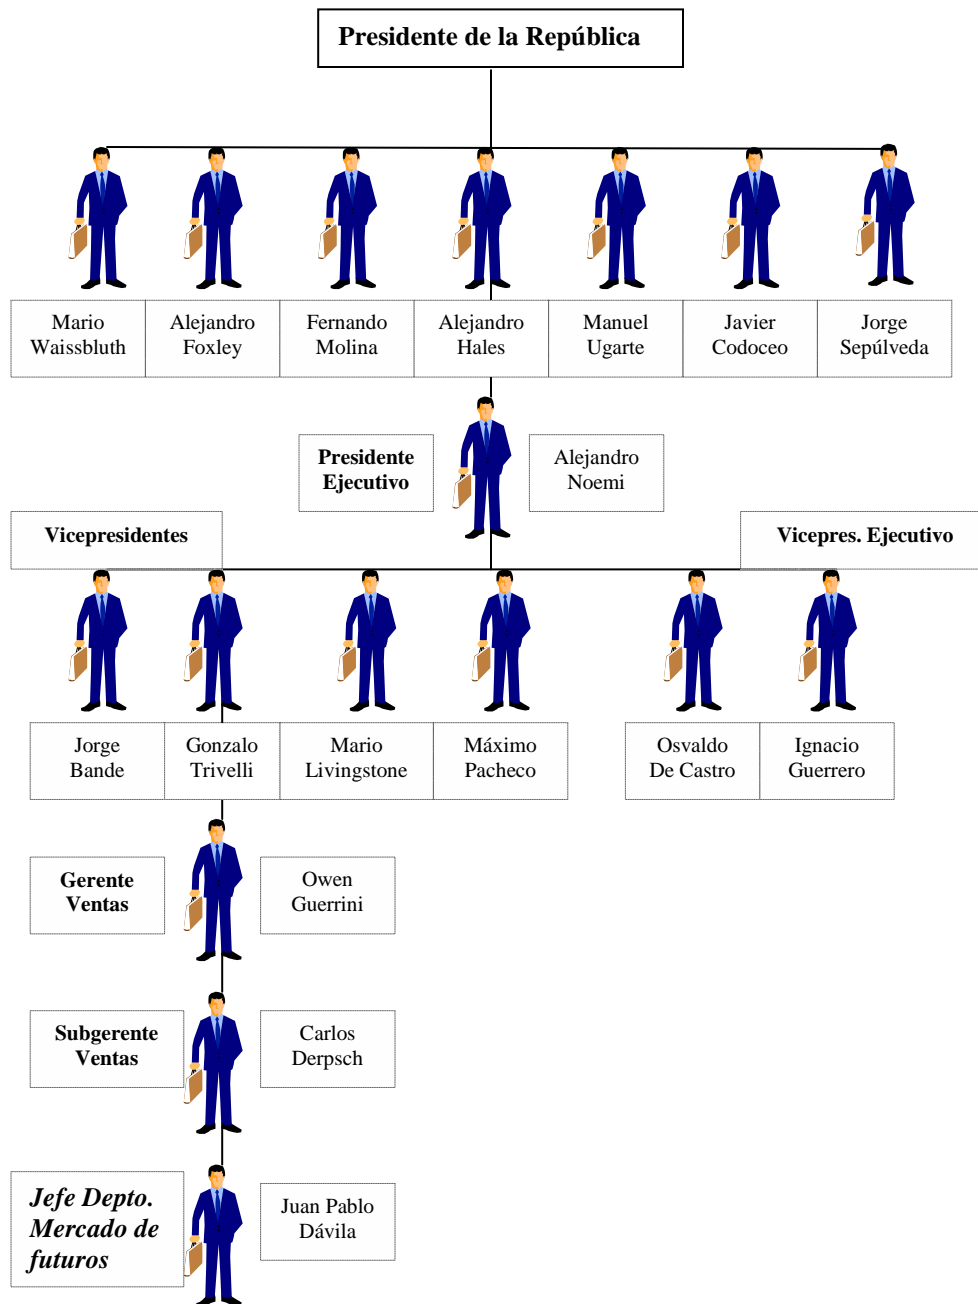 Presidente de la República
Mario
Waissbluth
Alejandro
Foxley
Fernando
Molina
Alejandro
Hales
Manuel
Ugarte
Javier
Codoceo
Jorge
Sepúlveda
Presidente
Ejecutivo
Alejandro
Noemi
Vicepresidentes
Vicepres. Ejecutivo
Jorge
Bande
Gonzalo
Trivelli
Mario
Livingstone
Máximo
Pacheco
Osvaldo
De Castro
Ignacio
Guerrero
Gerente
Ventas
Owen
Guerrini
Subgerente
Ventas
Carlos
Derpsch
Jefe Depto.
Mercado de
futuros
Juan Pablo
Dávila